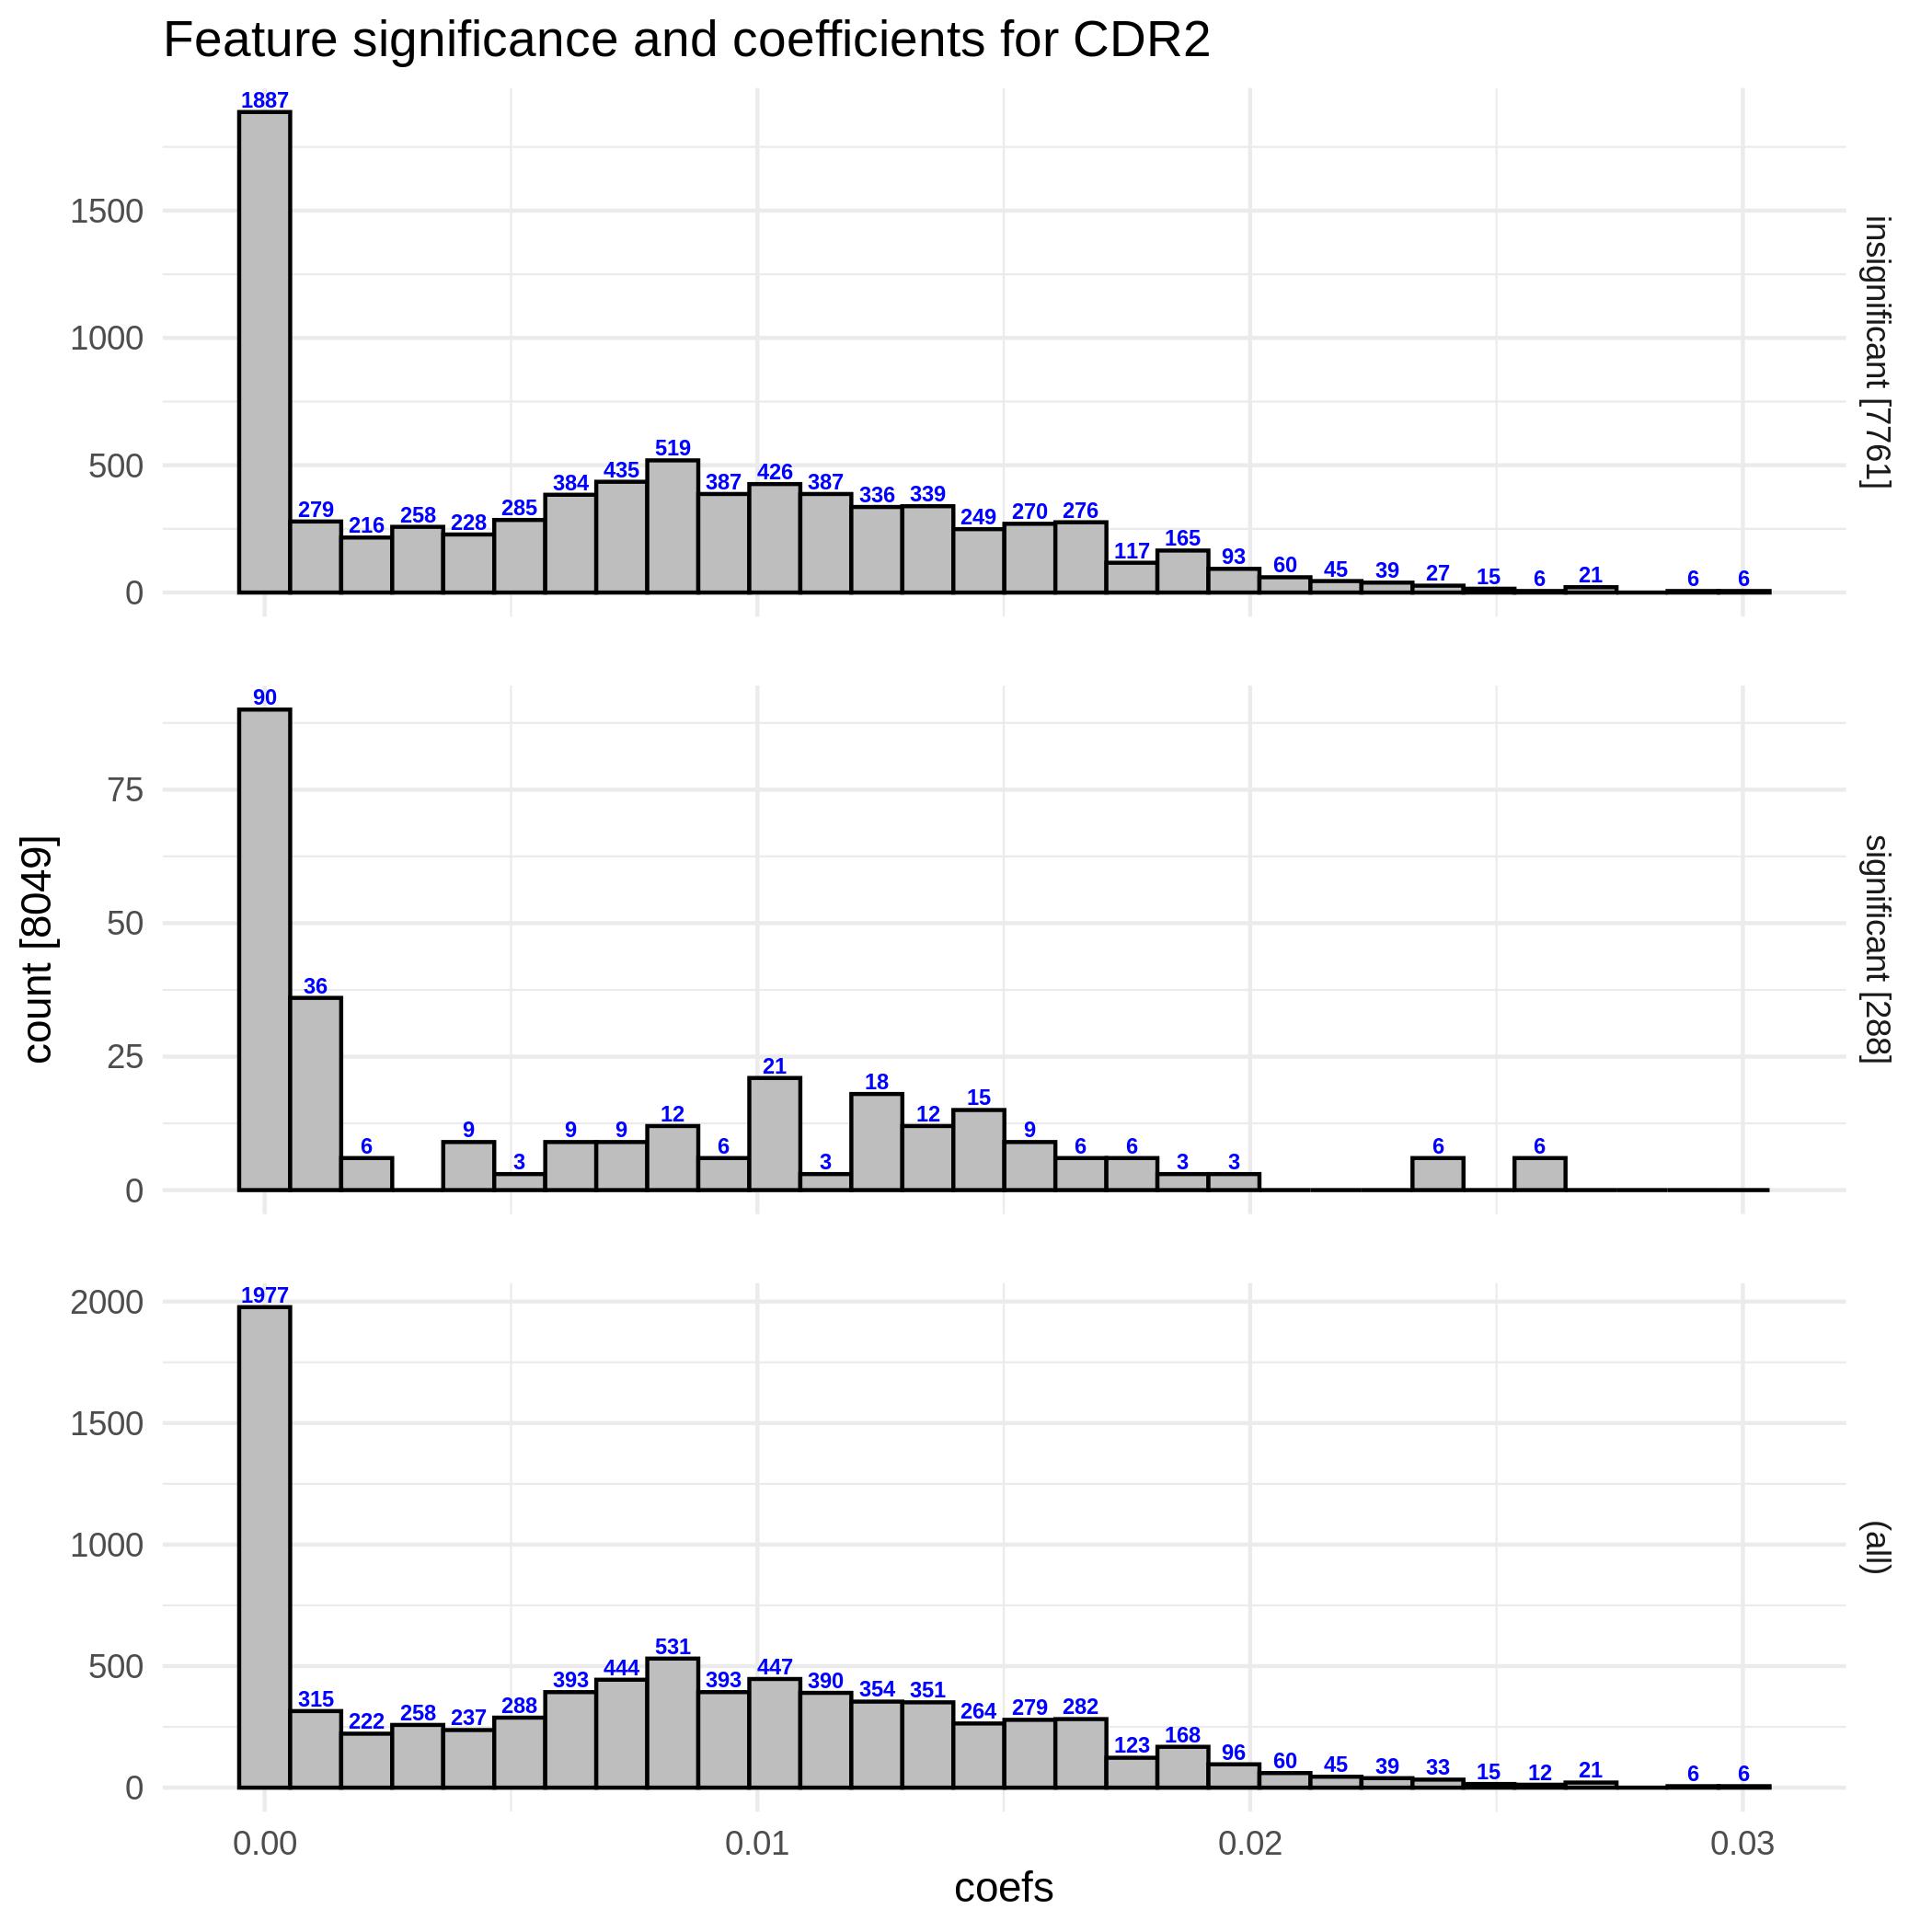 Feature significance and coefficients for CDR2
1887
1500
1000
500
0
279 216 258 228 285 384 435 519 387 426 387 336 339 249 270 276 117 165 93 60 45 39 27 15 6 21 6 6
insignificant [7761]
90
75
50
25
0
36 6 9 3 9 9 12 6 21 3 18 12 15 9 6 6 3 3 6 6
significant [288]
count [8049]
1977
2000
1500
1000
500
0
315 222 258 237 288 393 444 531 393 447 390 354 351 264 279 282 123 168 96 60 45 39 33 15 12 21 6 6
(all)
0.00 0.01 0.02 0.03
coefs